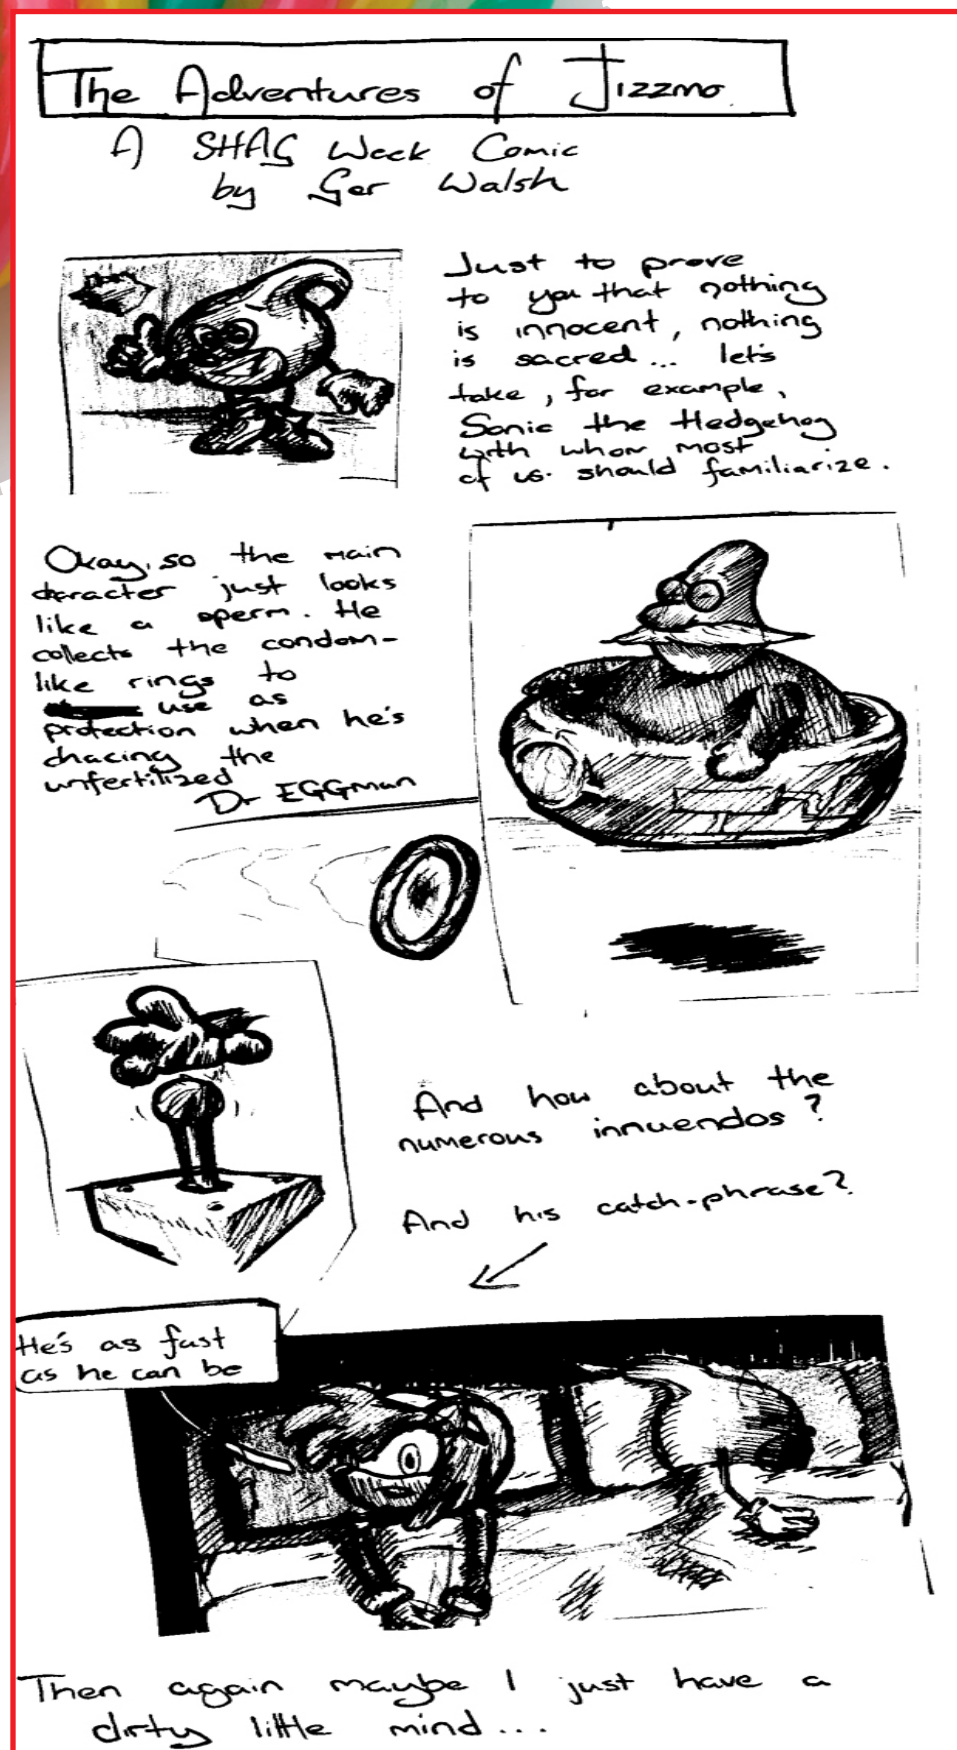 The Adventures of Jizzmo.
A SHAG Week Comic
by Ger Walsh
Just to prove
to you that nothing
is innocent, nothing
is sacred... let's
take, for example,
Sonic the Hedgehog
with whom most
of us should familiarize.
Okay, so the main
character just looks
like a sperm. He
collects the condom-
like rings to
use as
protection when he's
chacing the
unfertilized
Dr EGGman
And how about the
numerous innuendos?
And his catch-phrase?
He's as fast
as he can be
Then again maybe I just have a
dirty little mind...